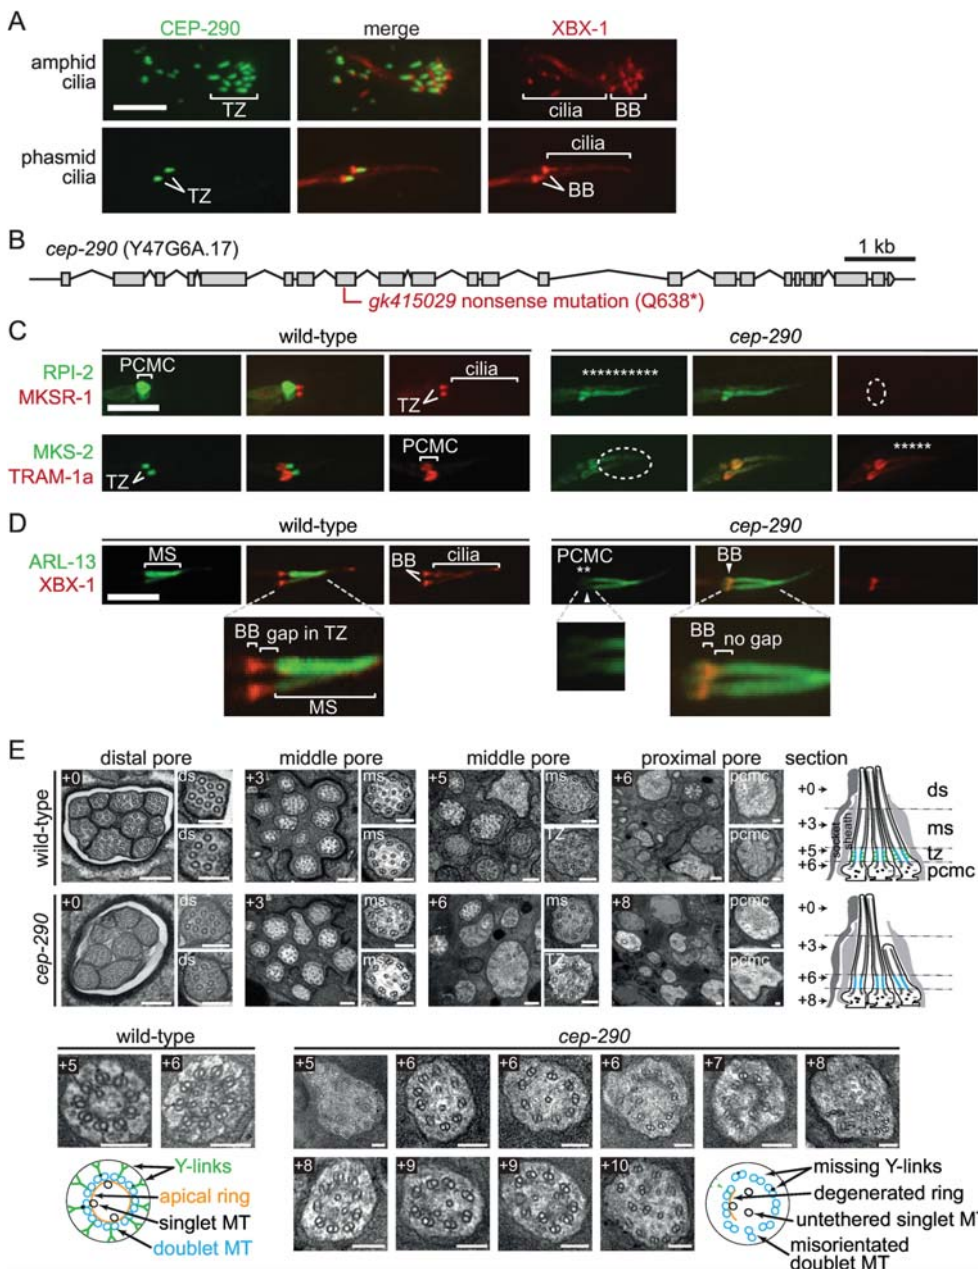 A
CEP-290 merge XBX-1
amphid cilia
TZ
cilia BB
phasmid cilia
TZ
cilia
BB
B
cep-290 (Y47G6A.17)
1 kb
gk415029 nonsense mutation (Q638*)
C
wild-type cep-290
RPI-2
MKSR-1
PCMC
TZ
cilia
**********
MKS-2
TRAM-1a
TZ
PCMC
*****
D
wild-type cep-290
ARL-13
XBX-1
MS
BB
cilia
PCMC
**
BB
BB gap in TZ
MS
BB no gap
E
distal pore middle pore middle pore proximal pore section
wild-type
+0 ds ds
+3 ms ms
+5 ms TZ
+6 pcmc pcmc
+0 ds
+3 ms
+5 tz
+6 pcmc
socket sheath
cep-290
+0 ds ds
+3 ms ms
+6 ms TZ
+8 pcmc pcmc
+0
+3
+6
+8
wild-type cep-290
+5 +6 +5 +6 +6 +6 +7 +8
+8 +9 +9 +10
Y-links
apical ring
singlet MT
doublet MT
missing Y-links
degenerated ring
untethered singlet MT
misorientated
doublet MT